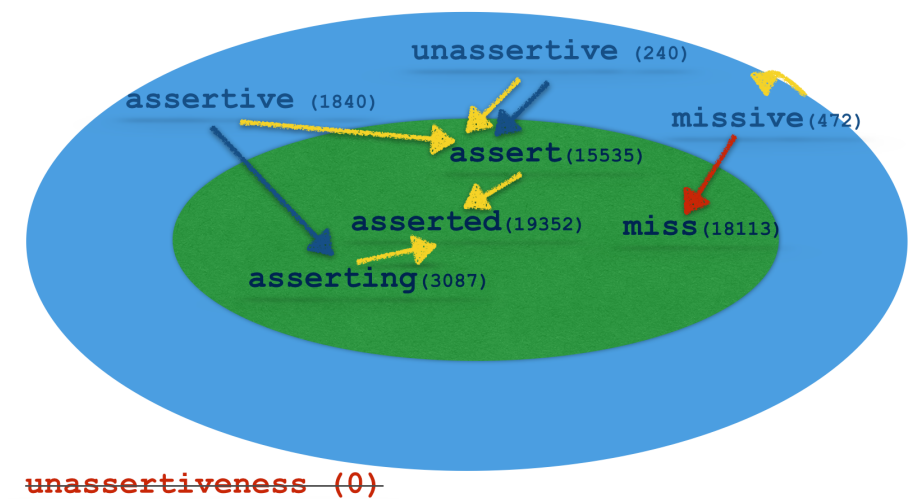 unassertive (240)
assertive (1840)
missive(472)
assert(15535)
asserted(19352)
miss(18113)
asserting(3087)
unassertiveness (0)